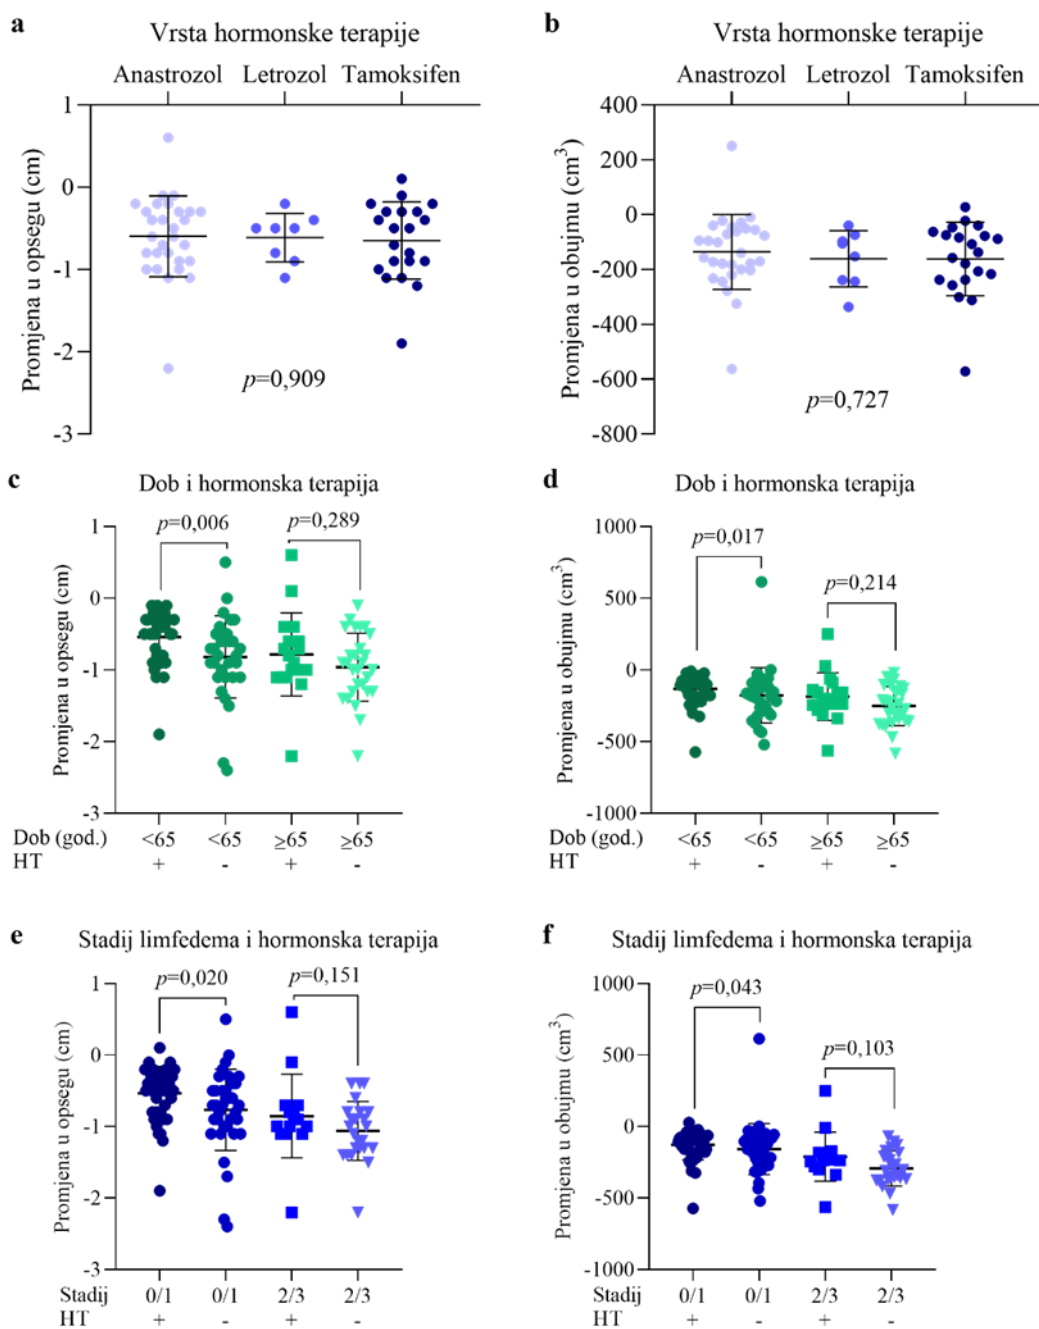 a
Vrsta hormonske terapije
Anastrozol Letrozol Tamoksifen
Promjena u opsegu (cm)
1
0
-1
-2
-3
p=0,909
b
Vrsta hormonske terapije
Anastrozol Letrozol Tamoksifen
Promjena u obujmu (cm³)
400
200
0
-200
-400
-600
-800
p=0,727
c
Dob i hormonska terapija
Promjena u opsegu (cm)
1
0
-1
-2
-3
p=0,006
p=0,289
Dob (god.) <65 <65 ≥65 ≥65
HT + - + -
d
Dob i hormonska terapija
Promjena u obujmu (cm³)
1000
500
0
-500
-1000
p=0,017
p=0,214
<65 <65 ≥65 ≥65
+ - + -
e
Stadij limfedema i hormonska terapija
Promjena u opsegu (cm)
1
0
-1
-2
-3
p=0,020
p=0,151
Stadij 0/1 0/1 2/3 2/3
HT + - + -
f
Stadij limfedema i hormonska terapija
Promjena u obujmu (cm³)
1000
500
0
-500
-1000
p=0,043
p=0,103
Stadij 0/1 0/1 2/3 2/3
HT + - + -